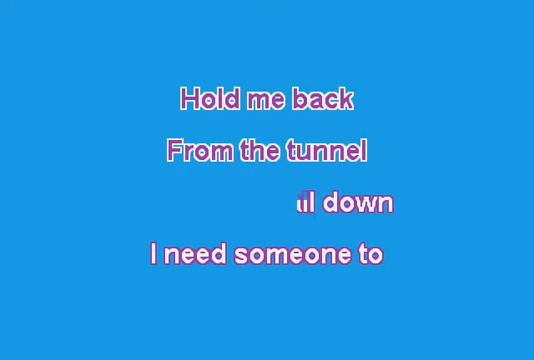 Hold me back
From the tunnel
down
I need someone to